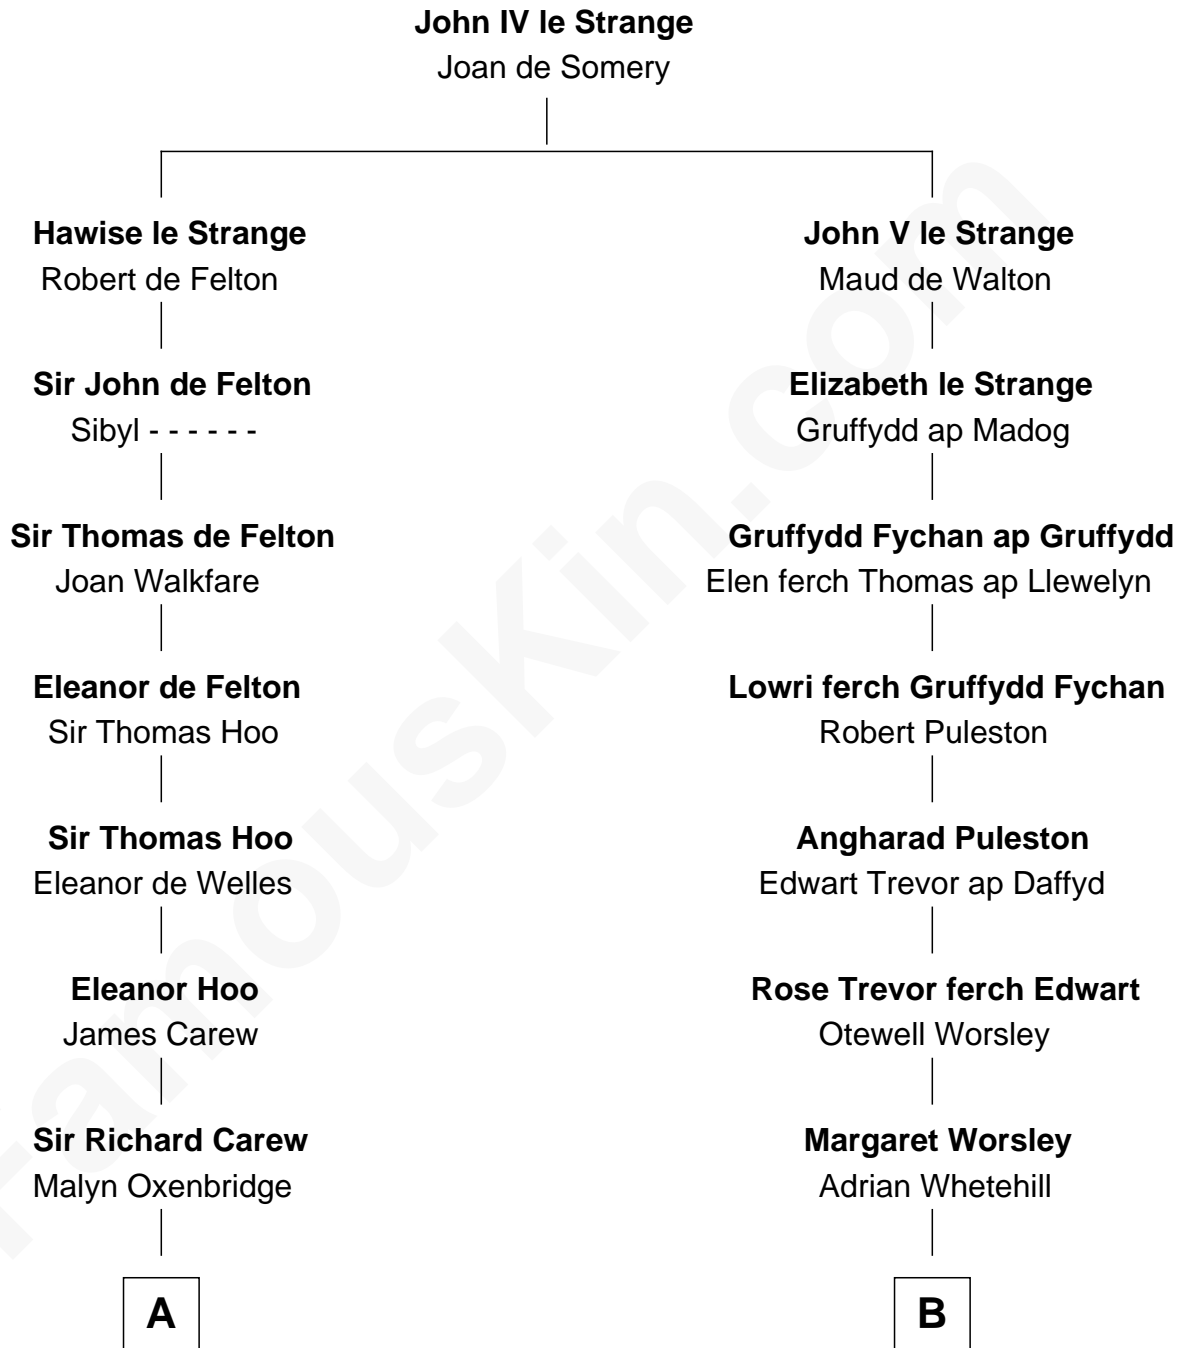 John IV le Strange
Joan de Somery
Hawise le Strange
Robert de Felton
John V le Strange
Maud de Walton
Sir John de Felton
Sibyl - - - - - -
Elizabeth le Strange
Gruffydd ap Madog
Sir Thomas de Felton
Joan Walkfare
Gruffydd Fychan ap Gruffydd
Elen ferch Thomas ap Llewelyn
Eleanor de Felton
Sir Thomas Hoo
Lowri ferch Gruffydd Fychan
Robert Puleston
Sir Thomas Hoo
Eleanor de Welles
Angharad Puleston
Edwart Trevor ap Daffyd
Eleanor Hoo
James Carew
Rose Trevor ferch Edwart
Otewell Worsley
Sir Richard Carew
Malyn Oxenbridge
Margaret Worsley
Adrian Whetehill
A
B
FamousKin.com